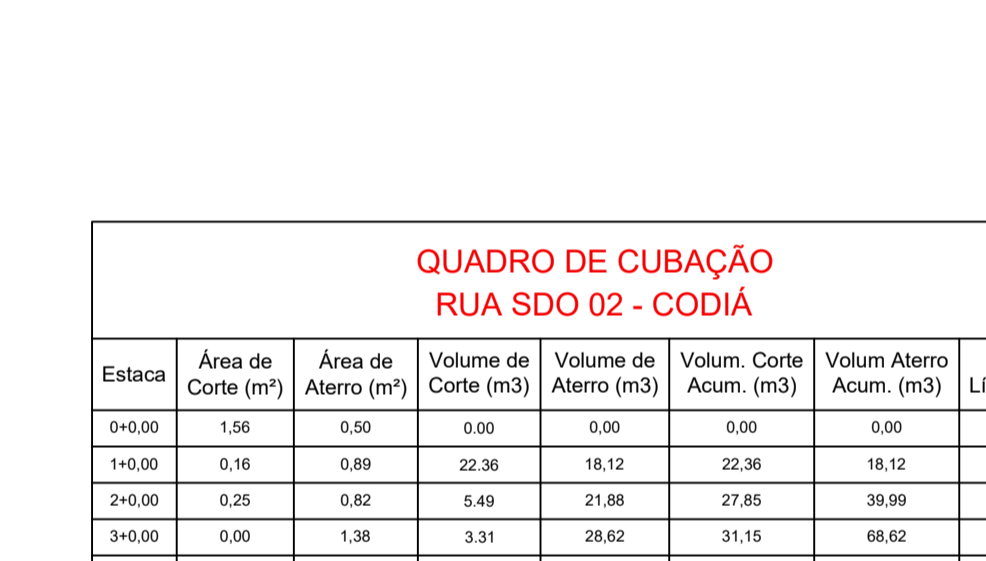 QUADRO DE CUBAÇÃO
RUA SDO 02 - CODIÁ
Estaca Área de Corte (m²) Área de Aterro (m²) Volume de Corte (m3) Volume de Aterro (m3) Volum. Corte Acum. (m3) Volum Aterro Acum. (m3) Lí
0+0,00 1,56 0,50 0.00 0,00 0,00 0,00
1+0,00 0,16 0,89 22.36 18,12 22,36 18,12
2+0,00 0,25 0,82 5.49 21,88 27,85 39,99
3+0,00 0,00 1,38 3.31 28,62 31,15 68,62